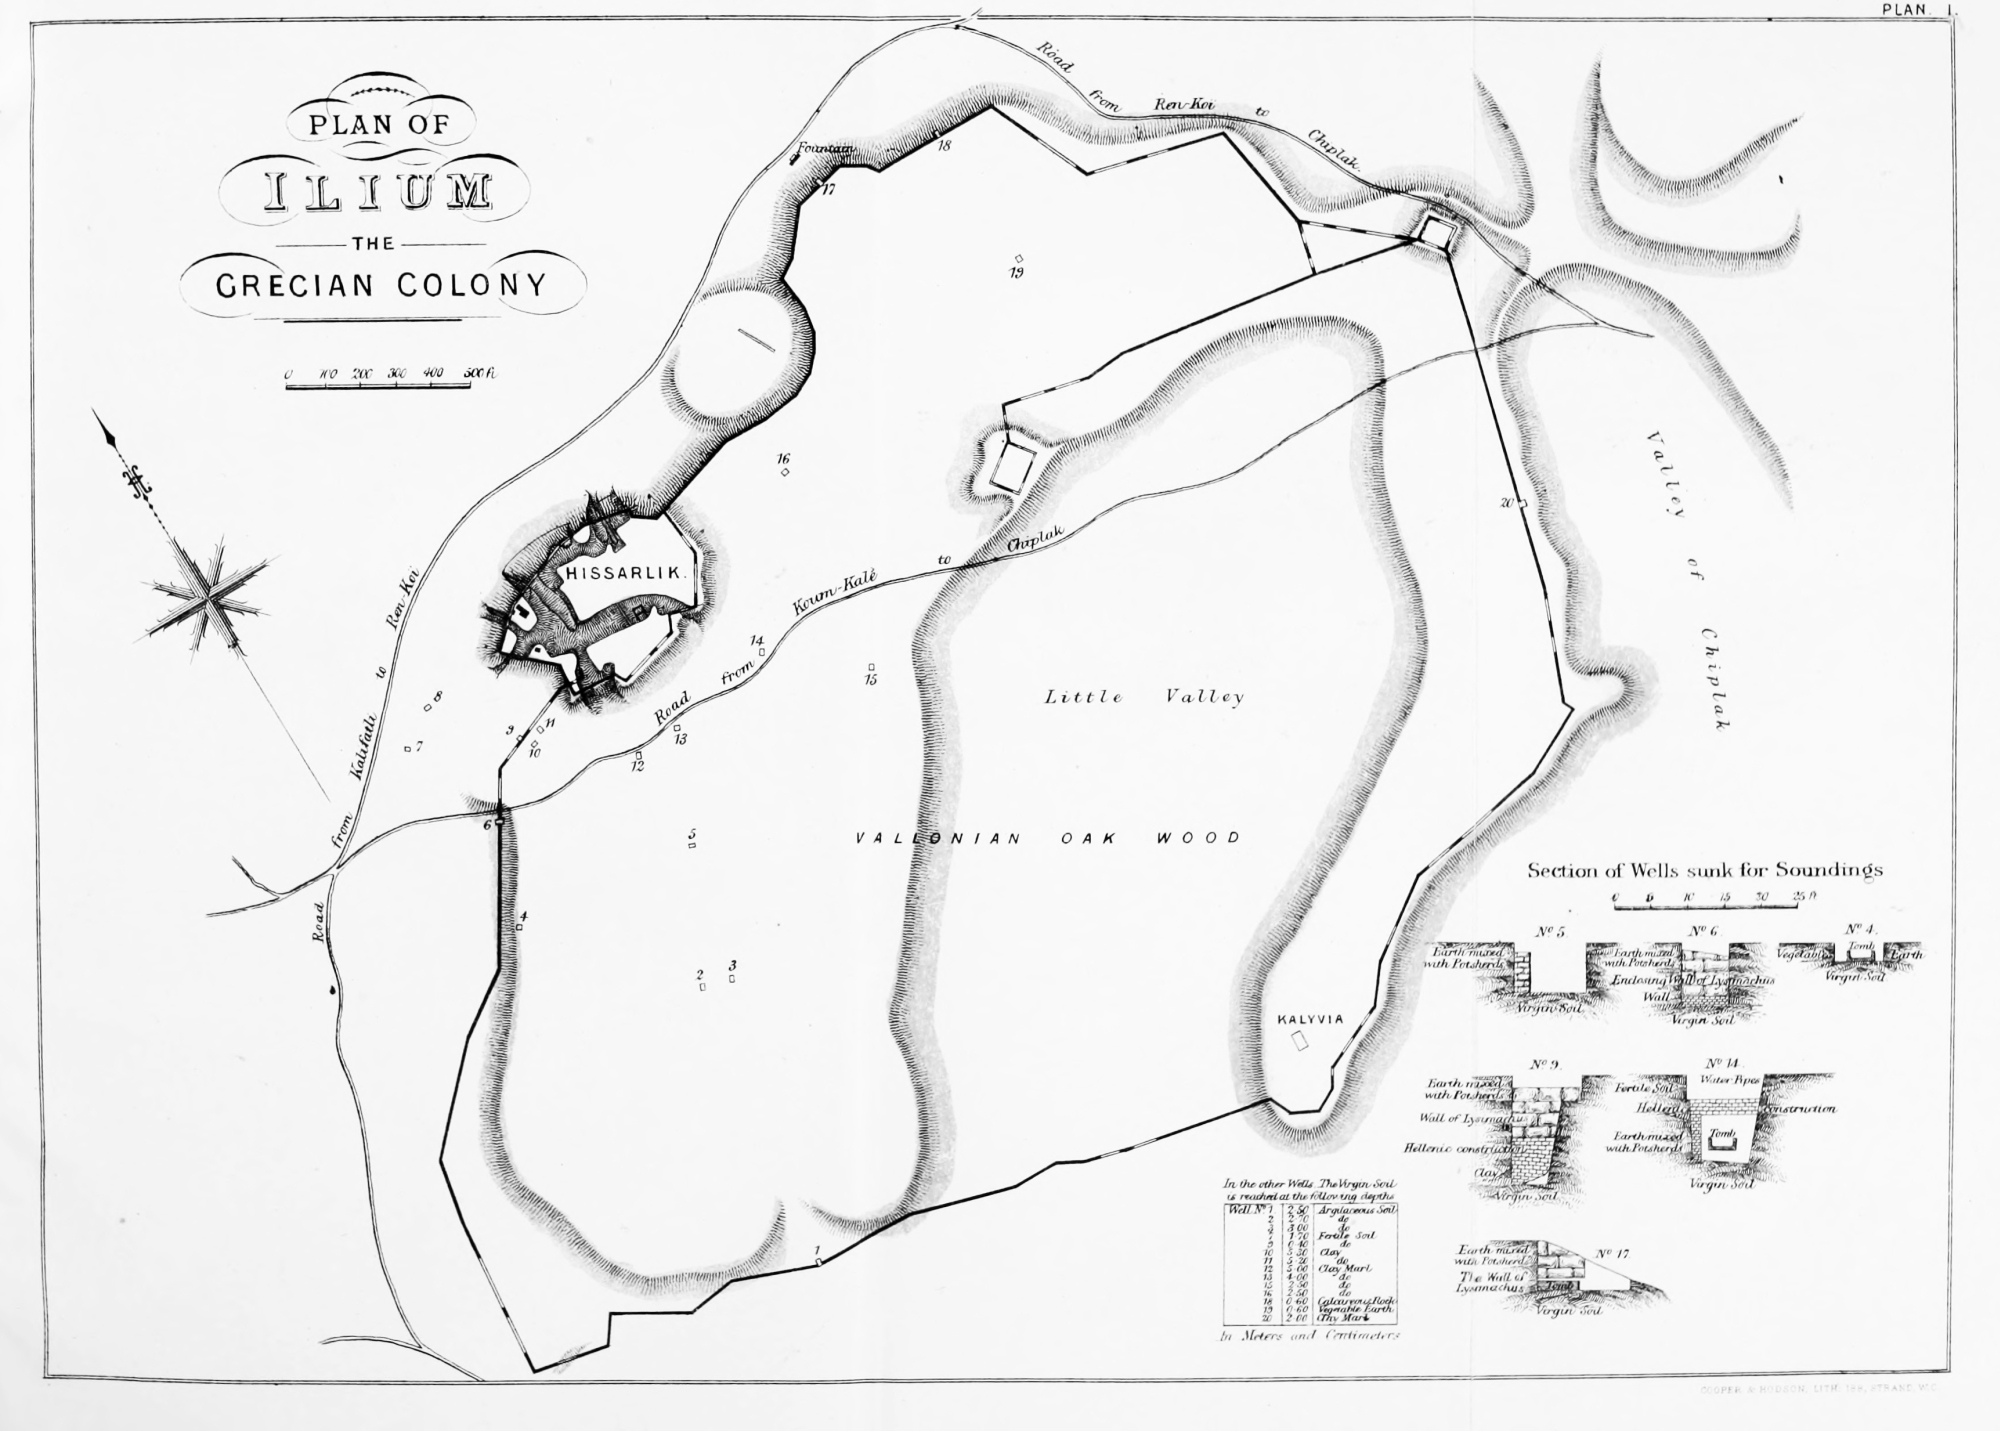 PLAN. I.
PLAN OF
ILIUM
THE
GRECIAN COLONY
0 100 200 300 400 500 ft
Road from Ren-Koi to Chiplak.
Fountain
17
18
19
16
HISSARLIK.
Road from Kalifatli to Ren-Koi
Road from Koum-Kalé to Chiplak
14
15
20
Valley of Chiplak
Little Valley
8
7
9
11
10
13
12
6
5
VALLONIAN OAK WOOD
4
2
3
1
KALYVIA
Section of Wells sunk for Soundings
25 ft
Nº 5.
Earth mixed
with Potsherds
Virgin Soil
Nº 6.
Earth mixed
with Potsherds
Enclosing Wall of Lysimachus
Wall
Virgin Soil
Nº 4.
Vegetable Tomb Earth
Virgin Soil
Nº 9.
Earth mixed
with Potsherds
Wall of Lysimachus
Hellenic construction
Clay
Virgin Soil
Nº 14.
Water Pipes
Fertile Soil
Hellenic construction
Earth mixed
with Potsherds
Tomb
Virgin Soil
Nº 17
Earth mixed
with Potsherds
The Wall of
Lysimachus
Tomb
Virgin Soil
In the other Wells The Virgin Soil
is reached at the following depths
Well Nº 1 2 50 Argilaceous Soil
2 2 70 do
3 3 00 do
7 1 70 Fertile Soil
0 40 do
10 Clay
11 5 20 do
12 5 00 Clay Marl
13 4 00 do
15 2 50 do
16 2 50 do
18 0 60 Calcareous Rock
19 0 60 Vegetable Earth
20 2 00 Clay Marl
In Meters and Centimeters
COOPER & HODSON, LITH. 188, STRAND, W.C.